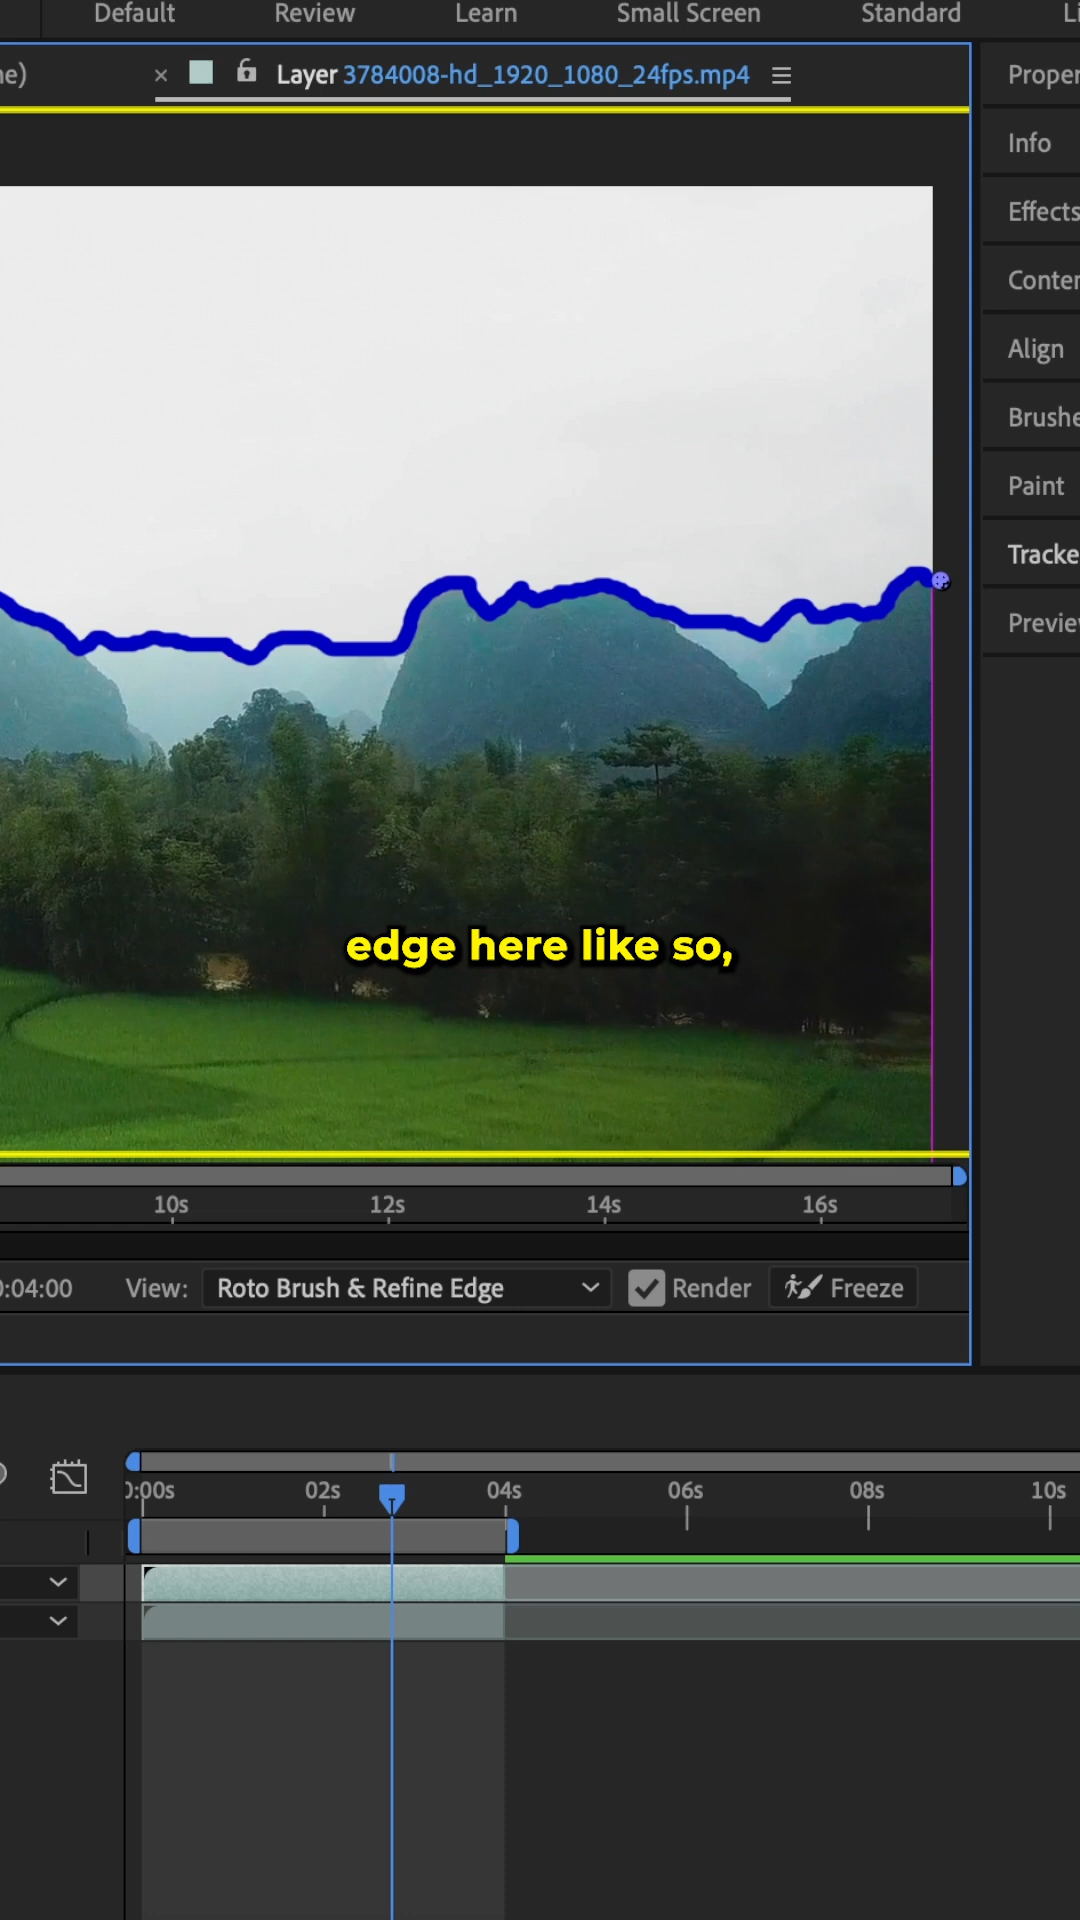 Default Review Learn Small Screen Standard Li
ne) × Layer 3784008-hd_1920_1080_24fps.mp4
Proper
Info
Effects
Conter
Align
Brushe
Paint
Tracke
Previev
edge here like so,
10s 12s 14s 16s
0:04:00 View: Roto Brush & Refine Edge Render Freeze
0:00s 02s 04s 06s 08s 10s